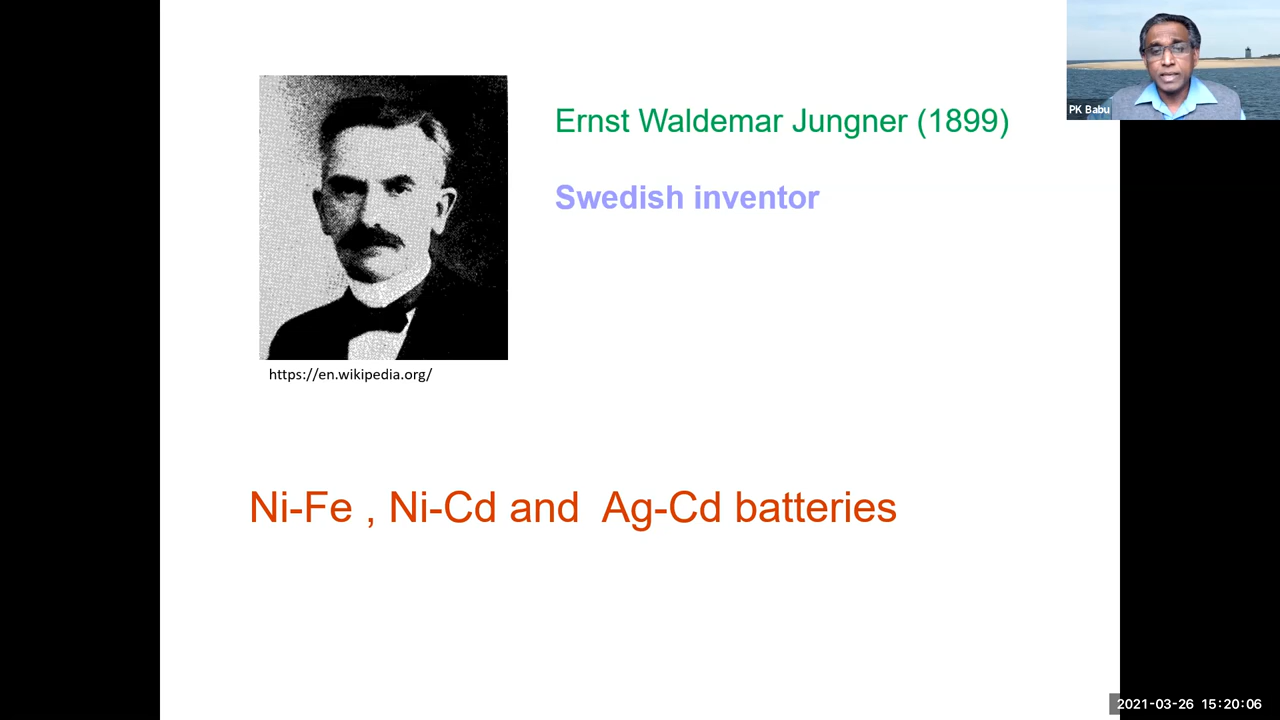 Ernst Waldemar Jungner (1899)
Swedish inventor
https://en.wikipedia.org/
Ni-Fe , Ni-Cd and  Ag-Cd batteries
PK Babu
2021-03-26 15:20:06